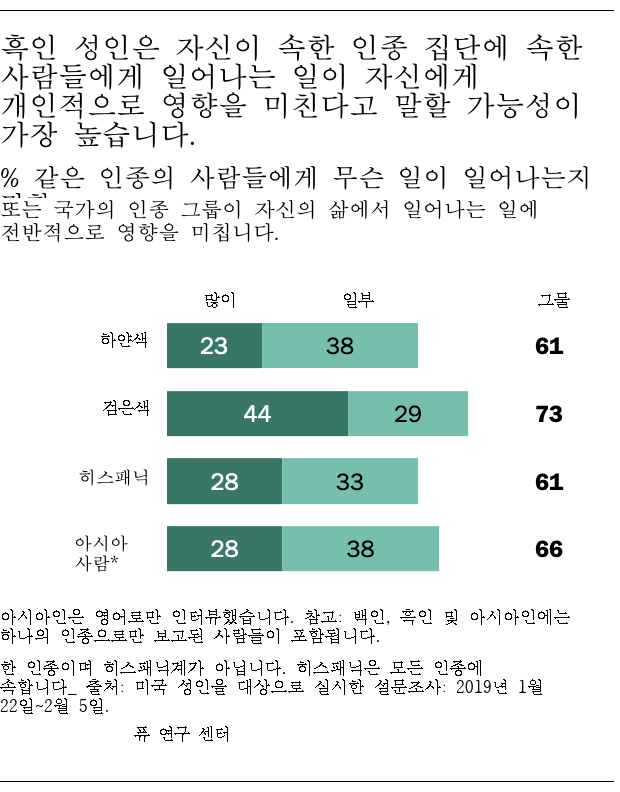 흑인 성인은 자신이 속한 인종 집단에 속한
사람들에게 일어나는 일이 자신에게
개인적으로 영향을 미친다고 말할 가능성이
가장 높습니다.
% 같은 인종의 사람들에게 무슨 일이 일어나는지
또는 국가의 인종 그룹이 자신의 삶에서 일어나는 일에
전반적으로 영향을 미칩니다.
많이 일부 그물
하얀색 23 38 61
검은색 44 29 73
히스패닉 28 33 61
아시아
사람* 28 38 66
아시아인은 영어로만 인터뷰했습니다. 참고: 백인, 흑인 및 아시아인에는
하나의 인종으로만 보고된 사람들이 포함됩니다.
한 인종이며 히스패닉계가 아닙니다. 히스패닉은 모든 인종에
속합니다_ 출처: 미국 성인을 대상으로 실시한 설문조사: 2019년 1월
22일~2월 5일.
퓨 연구 센터